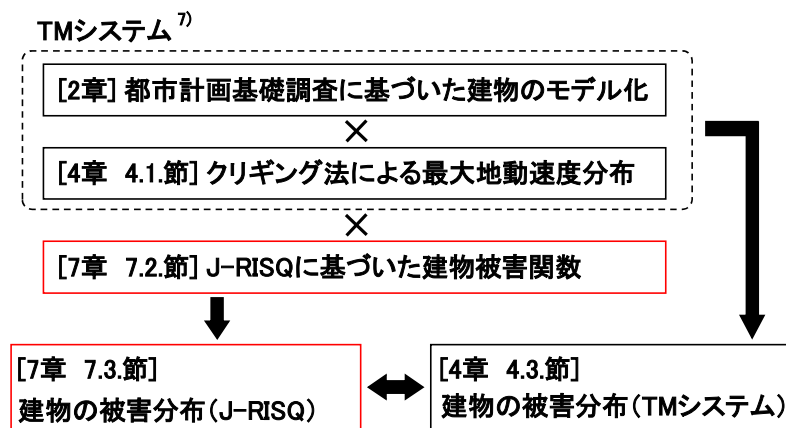 TMシステム 7)
[2章] 都市計画基礎調査に基づいた建物のモデル化
×
[4章 4.1.節] クリギング法による最大地動速度分布
×
[7章 7.2.節] J-RISQに基づいた建物被害関数
[7章 7.3.節]
建物の被害分布(J-RISQ)
[4章 4.3.節]
建物の被害分布(TMシステム)